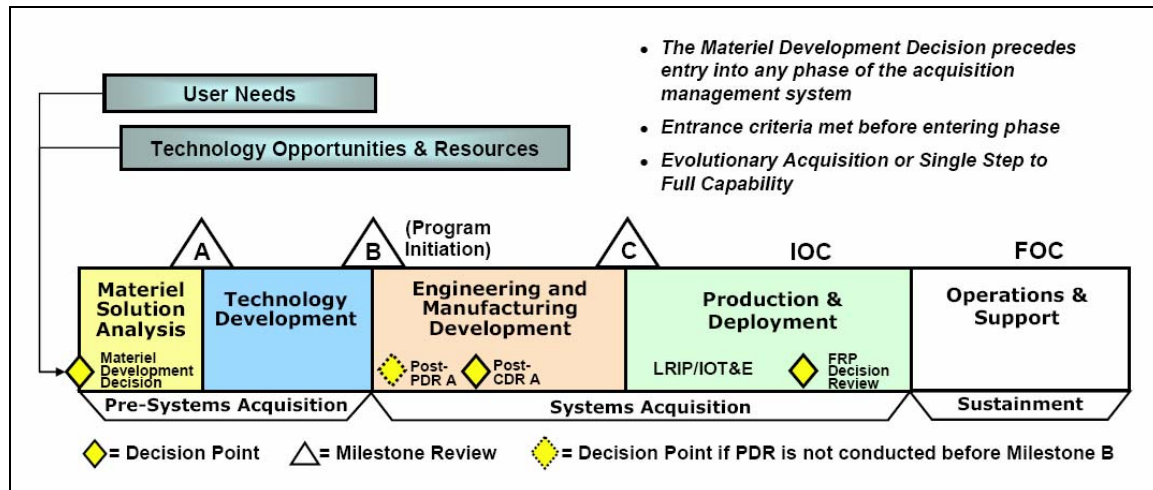 User Needs
Technology Opportunities & Resources
• The Materiel Development Decision precedes
entry into any phase of the acquisition
management system
• Entrance criteria met before entering phase
• Evolutionary Acquisition or Single Step to
Full Capability
A
B
(Program
Initiation)
C
IOC
FOC
Materiel
Solution
Analysis
Materiel
Development
Decision
Technology
Development
Engineering and
Manufacturing
Development
Post-
PDR A
Post-
CDR A
Production &
Deployment
LRIP/IOT&E
FRP
Decision
Review
Operations &
Support
Pre-Systems Acquisition
Systems Acquisition
Sustainment
= Decision Point
= Milestone Review
= Decision Point if PDR is not conducted before Milestone B